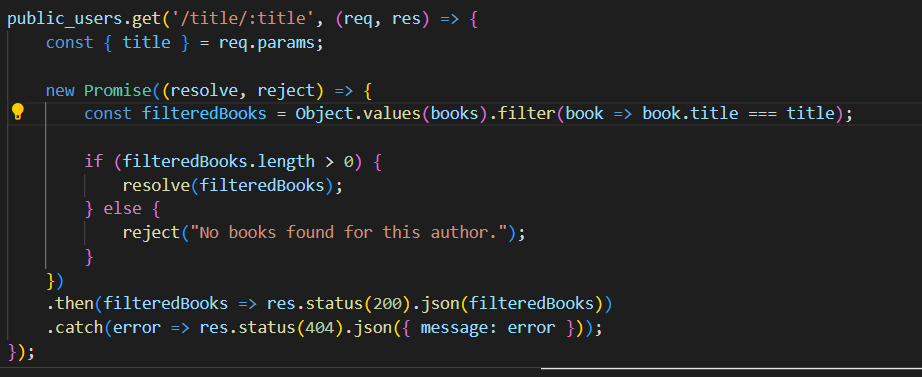 public_users.get('/title/:title', (req, res) => {
    const { title } = req.params;

    new Promise((resolve, reject) => {
        const filteredBooks = Object.values(books).filter(book => book.title === title);

        if (filteredBooks.length > 0) {
            resolve(filteredBooks);
        } else {
            reject("No books found for this author.");
        }
    })
    .then(filteredBooks => res.status(200).json(filteredBooks))
    .catch(error => res.status(404).json({ message: error }));
});